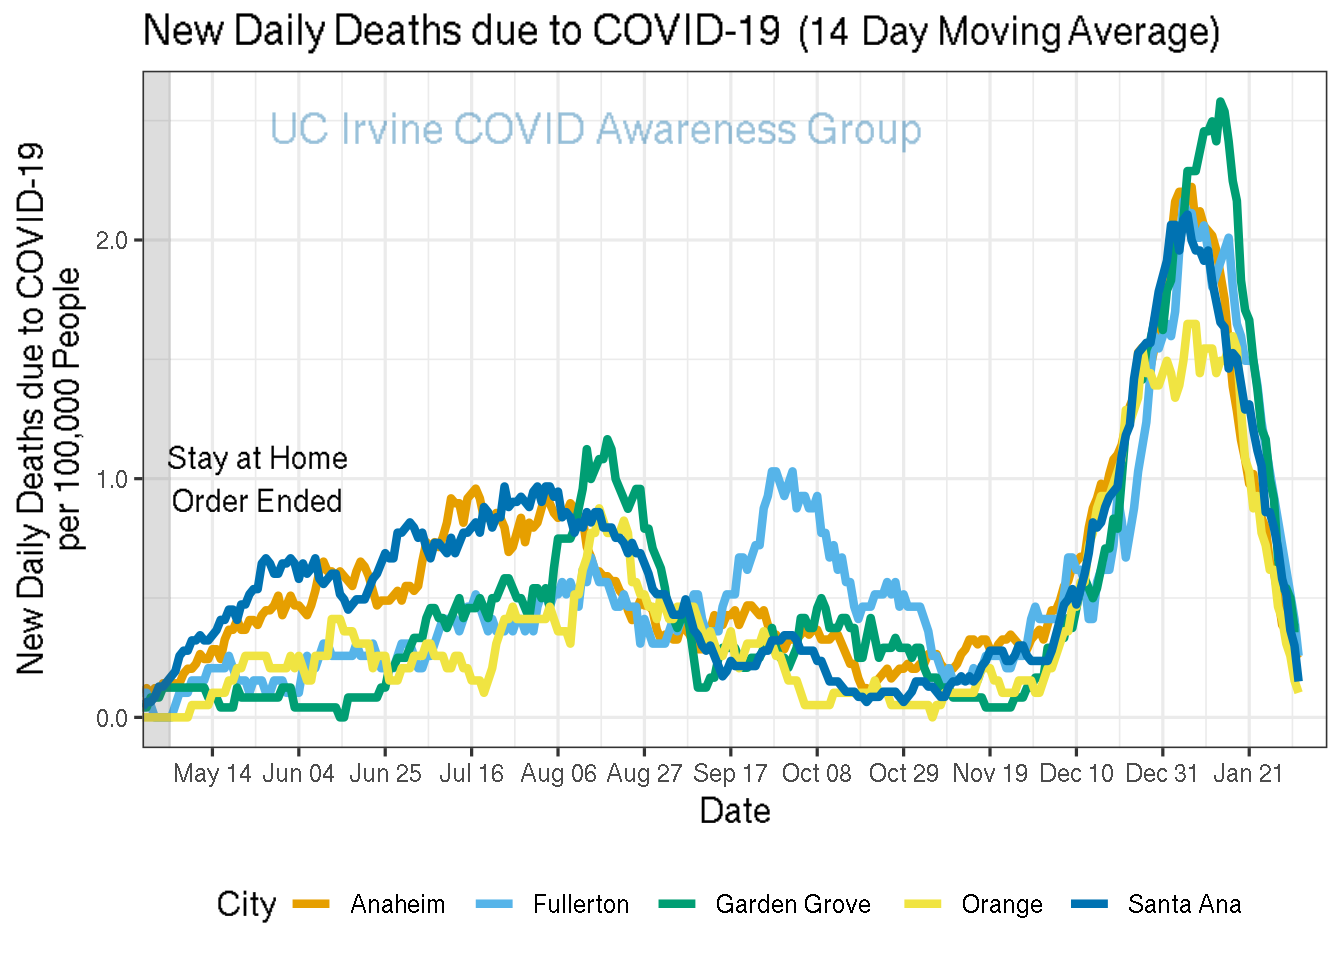 New Daily Deaths due to COVID-19 (14 Day Moving Average)
UC Irvine COVID Awareness Group
New Daily Deaths due to COVID-19
per 100,000 People
2.0
1.0
0.0
Stay at Home
Order Ended
May 14 Jun 04 Jun 25 Jul 16 Aug 06 Aug 27 Sep 17 Oct 08 Oct 29 Nov 19 Dec 10 Dec 31 Jan 21
Date
City Anaheim Fullerton Garden Grove Orange Santa Ana